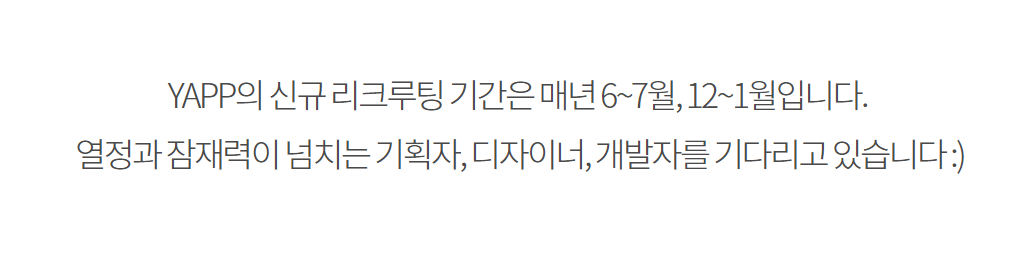 YAPP의 신규 리크루팅 기간은 매년 6~7월, 12~1월입니다.
열정과 잠재력이 넘치는 기획자, 디자이너, 개발자를 기다리고 있습니다 :)